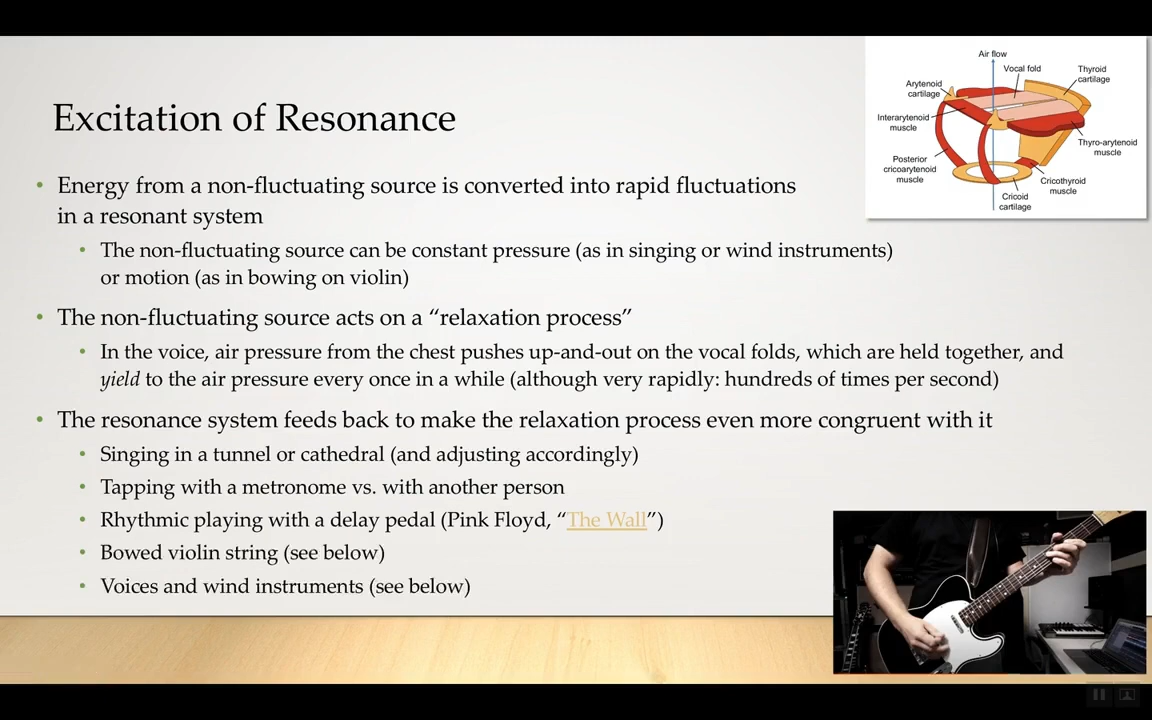 Excitation of Resonance
• Energy from a non-fluctuating source is converted into rapid fluctuations
in a resonant system
• The non-fluctuating source can be constant pressure (as in singing or wind instruments)
or motion (as in bowing on violin)
• The non-fluctuating source acts on a “relaxation process”
• In the voice, air pressure from the chest pushes up-and-out on the vocal folds, which are held together, and
yield to the air pressure every once in a while (although very rapidly: hundreds of times per second)
• The resonance system feeds back to make the relaxation process even more congruent with it
• Singing in a tunnel or cathedral (and adjusting accordingly)
• Tapping with a metronome vs. with another person
• Rhythmic playing with a delay pedal (Pink Floyd, “The Wall”)
• Bowed violin string (see below)
• Voices and wind instruments (see below)
Air flow
Vocal fold
Thyroid
cartilage
Arytenoid
cartilage
Interarytenoid
muscle
Thyro-arytenoid
muscle
Posterior
cricoarytenoid
muscle
Cricothyroid
muscle
Cricoid
cartilage